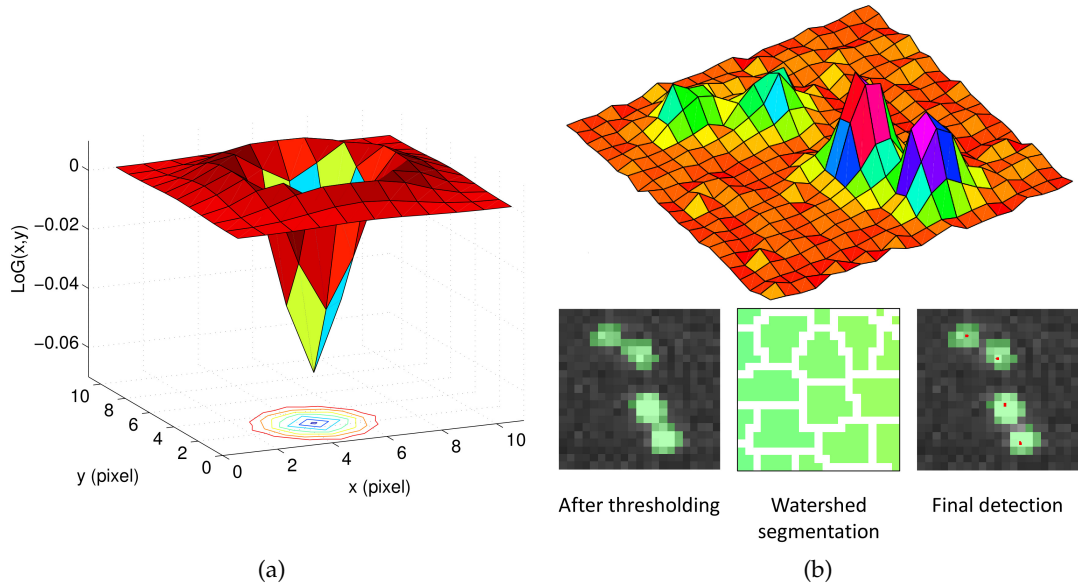 0
−0.02
−0.04
−0.06
LoG(x,y)
10
8
6
4
2
0
y (pixel)
0
2
4
6
8
10
x (pixel)
After thresholding
Watershed
segmentation
Final detection
(a)
(b)